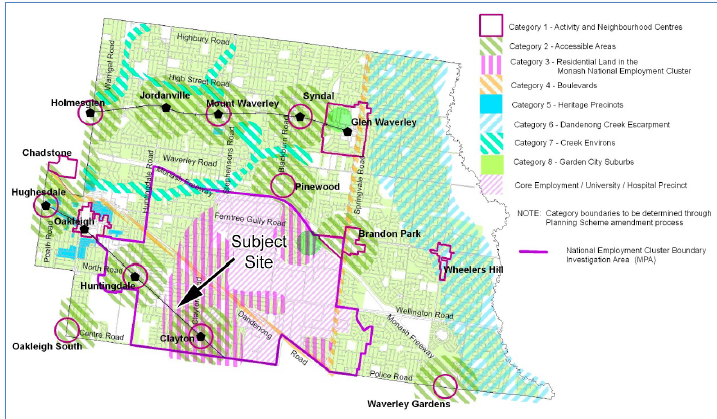 Highbury Road
Warrigal Road
High Street Road
Holmesglen
Jordanville
Mount Waverley
Syndal
Glen Waverley
Stephensons Road
Blackburn Road
Springvale Road
Huntingdale Road
Waverley Road
Monash Freeway
Chadstone
Hughesdale
Oakleigh
Pinewood
Ferntree Gully Road
Poath Road
Subject
Site
Brandon Park
Wheelers Hill
North Road
Huntingdale
Clayton Road
Wellington Road
Dandenong
Road
Monash Freeway
Centre Road
Clayton
Oakleigh South
Police Road
Waverley Gardens
Category 1 - Activity and Neighbourhood Centres
Category 2 - Accessible Areas
Category 3 - Residential Land in the
Monash National Employment Cluster
Category 4 - Boulevards
Category 5 - Heritage Precincts
Category 6 - Dandenong Creek Escarpment
Category 7 - Creek Environs
Category 8 - Garden City Suburbs
Core Employment / University / Hospital Precinct
NOTE: Category boundaries to be determined through
Planning Scheme amendment process
National Employment Cluster Boundary
Investigation Area (MPA)